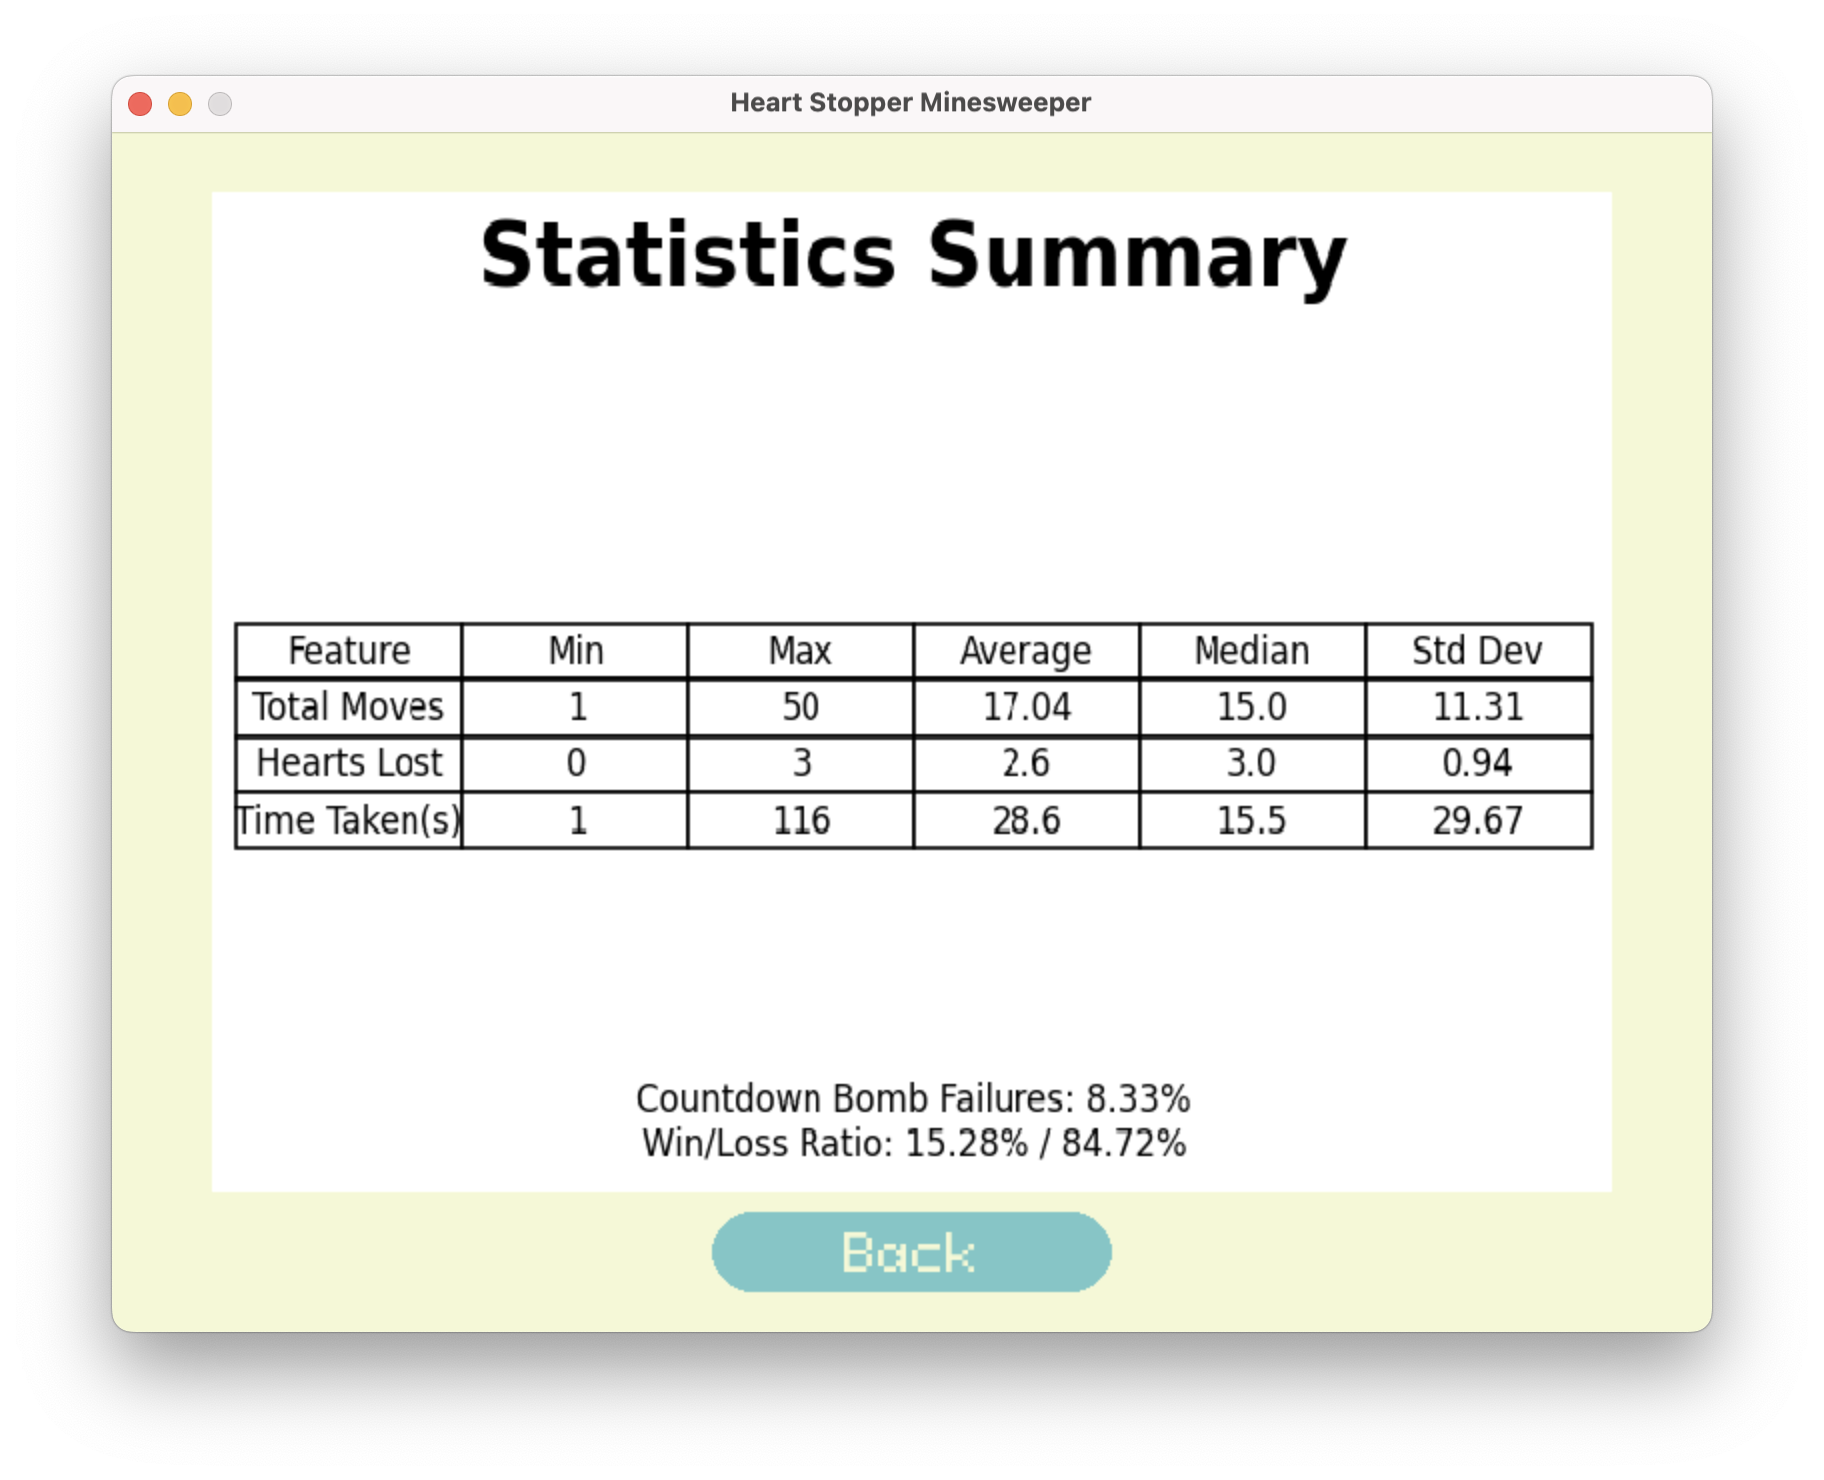 Heart Stopper Minesweeper
Statistics Summary
Feature Min Max Average Median Std Dev
Total Moves 1 50 17.04 15.0 11.31
Hearts Lost 0 3 2.6 3.0 0.94
Time Taken(s) 1 116 28.6 15.5 29.67
Countdown Bomb Failures: 8.33%
Win/Loss Ratio: 15.28% / 84.72%
Back